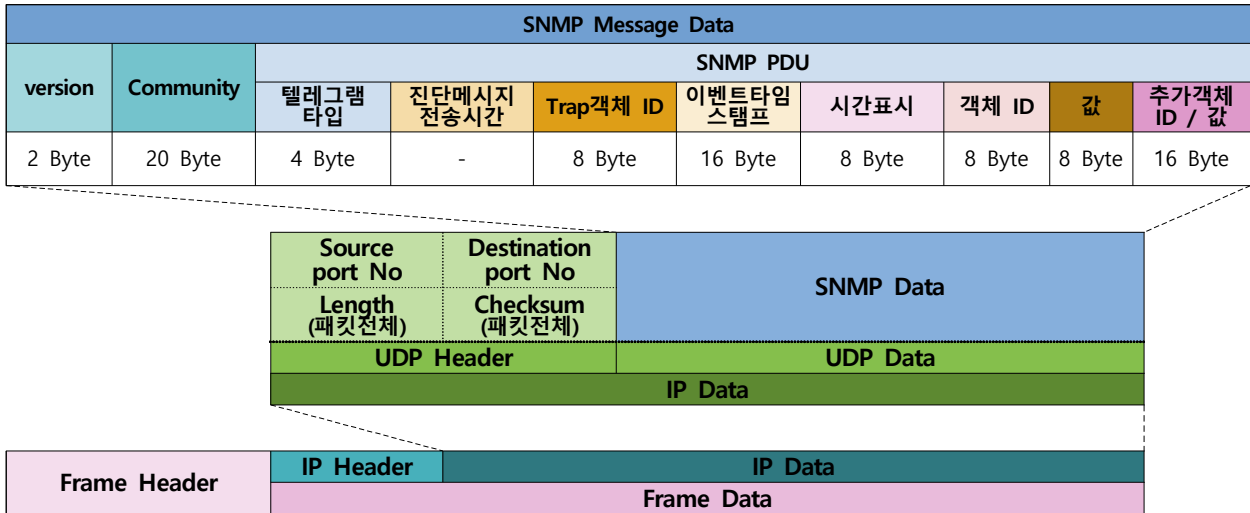 SNMP Message Data
version
Community
SNMP PDU
텔레그램
타입
진단메시지
전송시간
Trap객체 ID
이벤트타임
스탬프
시간표시
객체 ID
값
추가객체
ID / 값
2 Byte
20 Byte
4 Byte
-
8 Byte
16 Byte
8 Byte
8 Byte
8 Byte
16 Byte
Source
port No
Destination
port No
SNMP Data
Length
(패킷전체)
Checksum
(패킷전체)
UDP Header
UDP Data
IP Data
Frame Header
IP Header
IP Data
Frame Data